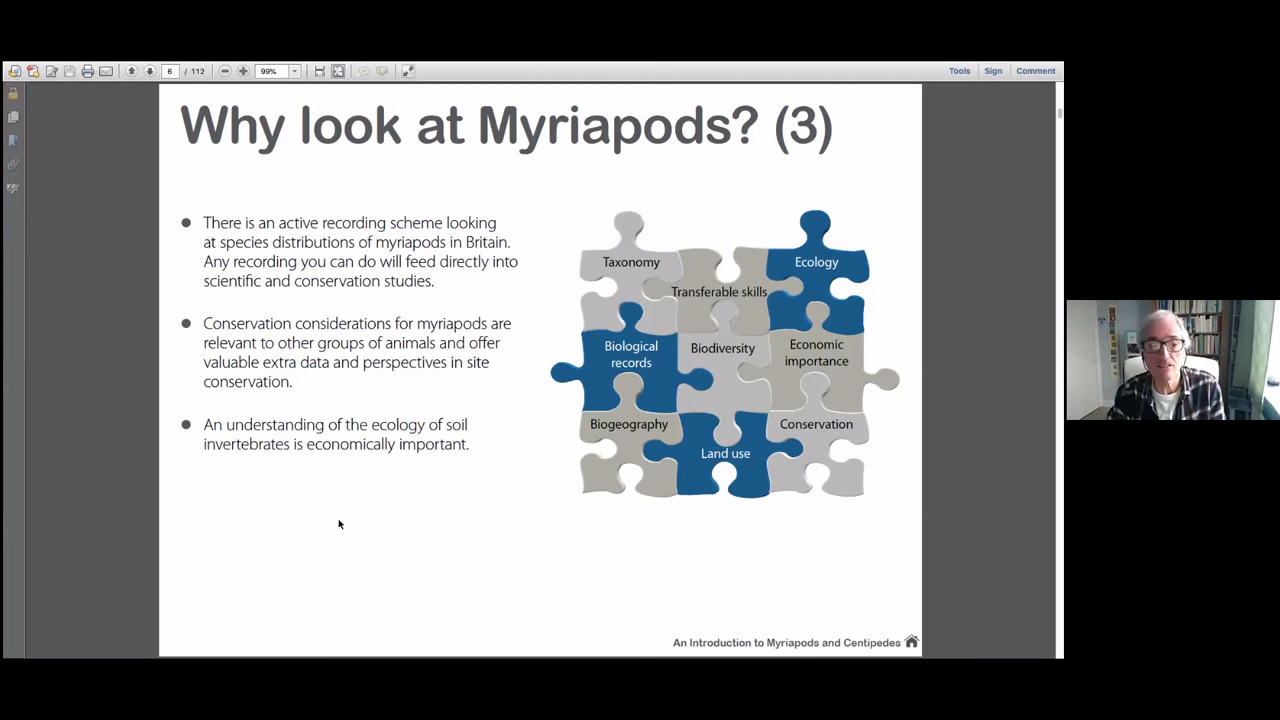 6 / 112
99%
Tools Sign Comment
Why look at Myriapods? (3)
There is an active recording scheme looking
at species distributions of myriapods in Britain.
Any recording you can do will feed directly into
scientific and conservation studies.
Conservation considerations for myriapods are
relevant to other groups of animals and offer
valuable extra data and perspectives in site
conservation.
An understanding of the ecology of soil
invertebrates is economically important.
Taxonomy
Transferable skills
Ecology
Biological
records
Biodiversity
Economic
importance
Biogeography
Land use
Conservation
An Introduction to Myriapods and Centipedes